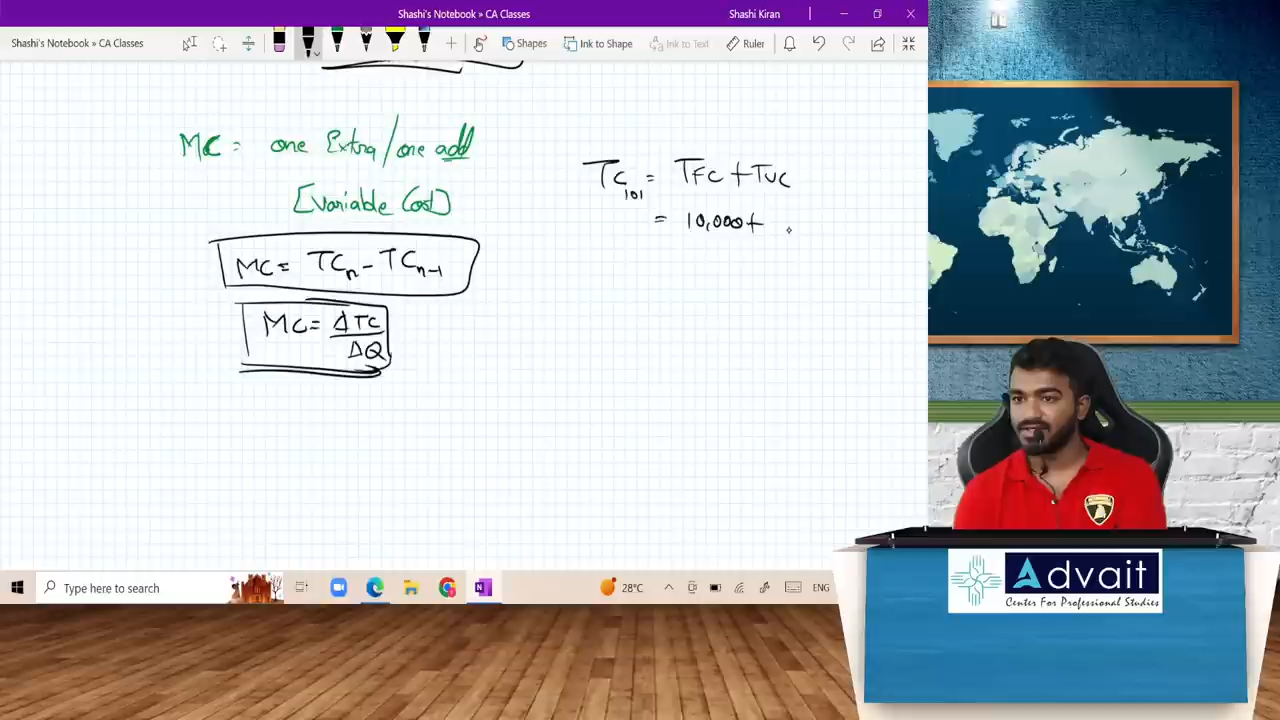 Shashi's Notebook » CA Classes
Shashi Kiran
Shashi's Notebook » CA Classes
Shapes
Ink to Shape
Ink to Text
Ruler
MC = one Extra/one add
[Variable Cost]
MC = TCn - TCn-1
MC = ΔTC
ΔQ
TC101 = TFC + TVC
= 10,000 +
Type here to search
28°C
ENG
Advait
Center For Professional Studies